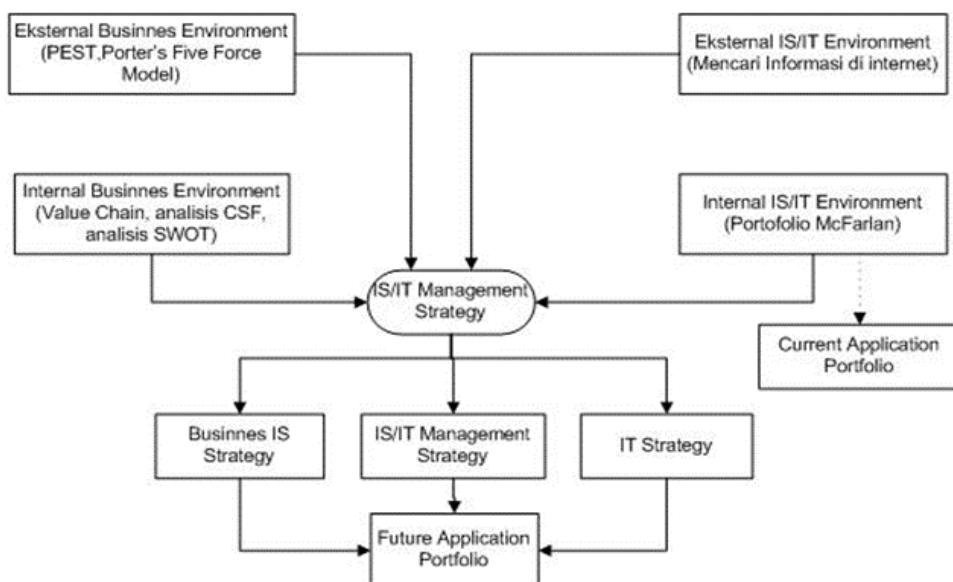 Eksternal Businnes Environment
(PEST,Porter's Five Force
Model)
Eksternal IS/IT Environment
(Mencari Informasi di internet)
Internal Businnes Environment
(Value Chain, analisis CSF,
analisis SWOT)
Internal IS/IT Environment
(Portofolio McFarlan)
IS/IT Management
Strategy
Current Application
Portfolio
Businnes IS
Strategy
IS/IT Management
Strategy
IT Strategy
Future Application
Portfolio